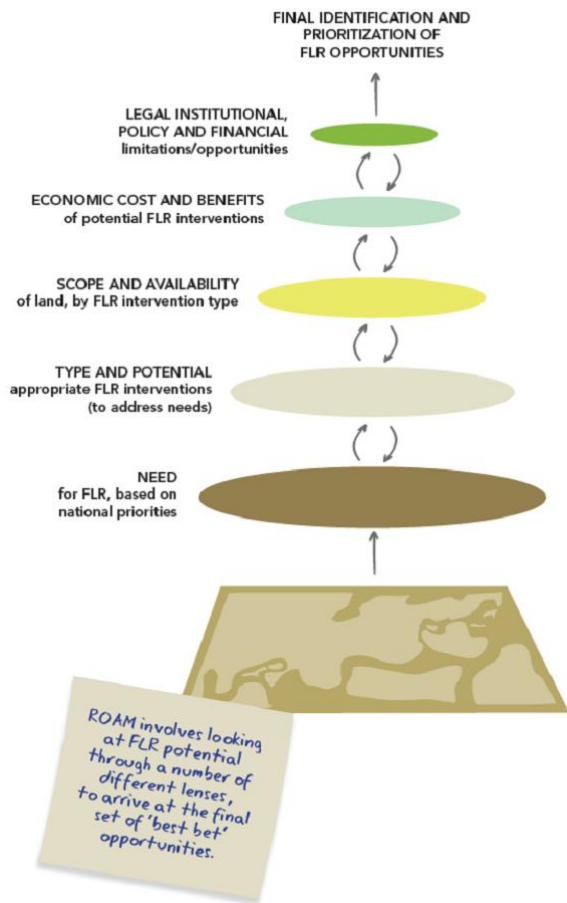 FINAL IDENTIFICATION AND
PRIORITIZATION OF
FLR OPPORTUNITIES
LEGAL INSTITUTIONAL,
POLICY AND FINANCIAL
limitations/opportunities
ECONOMIC COST AND BENEFITS
of potential FLR interventions
SCOPE AND AVAILABILITY
of land, by FLR intervention type
TYPE AND POTENTIAL
appropriate FLR interventions
(to address needs)
NEED
for FLR, based on
national priorities
ROAM involves looking
at FLR potential
through a number of
different lenses,
to arrive at the final
set of 'best bet'
opportunities.